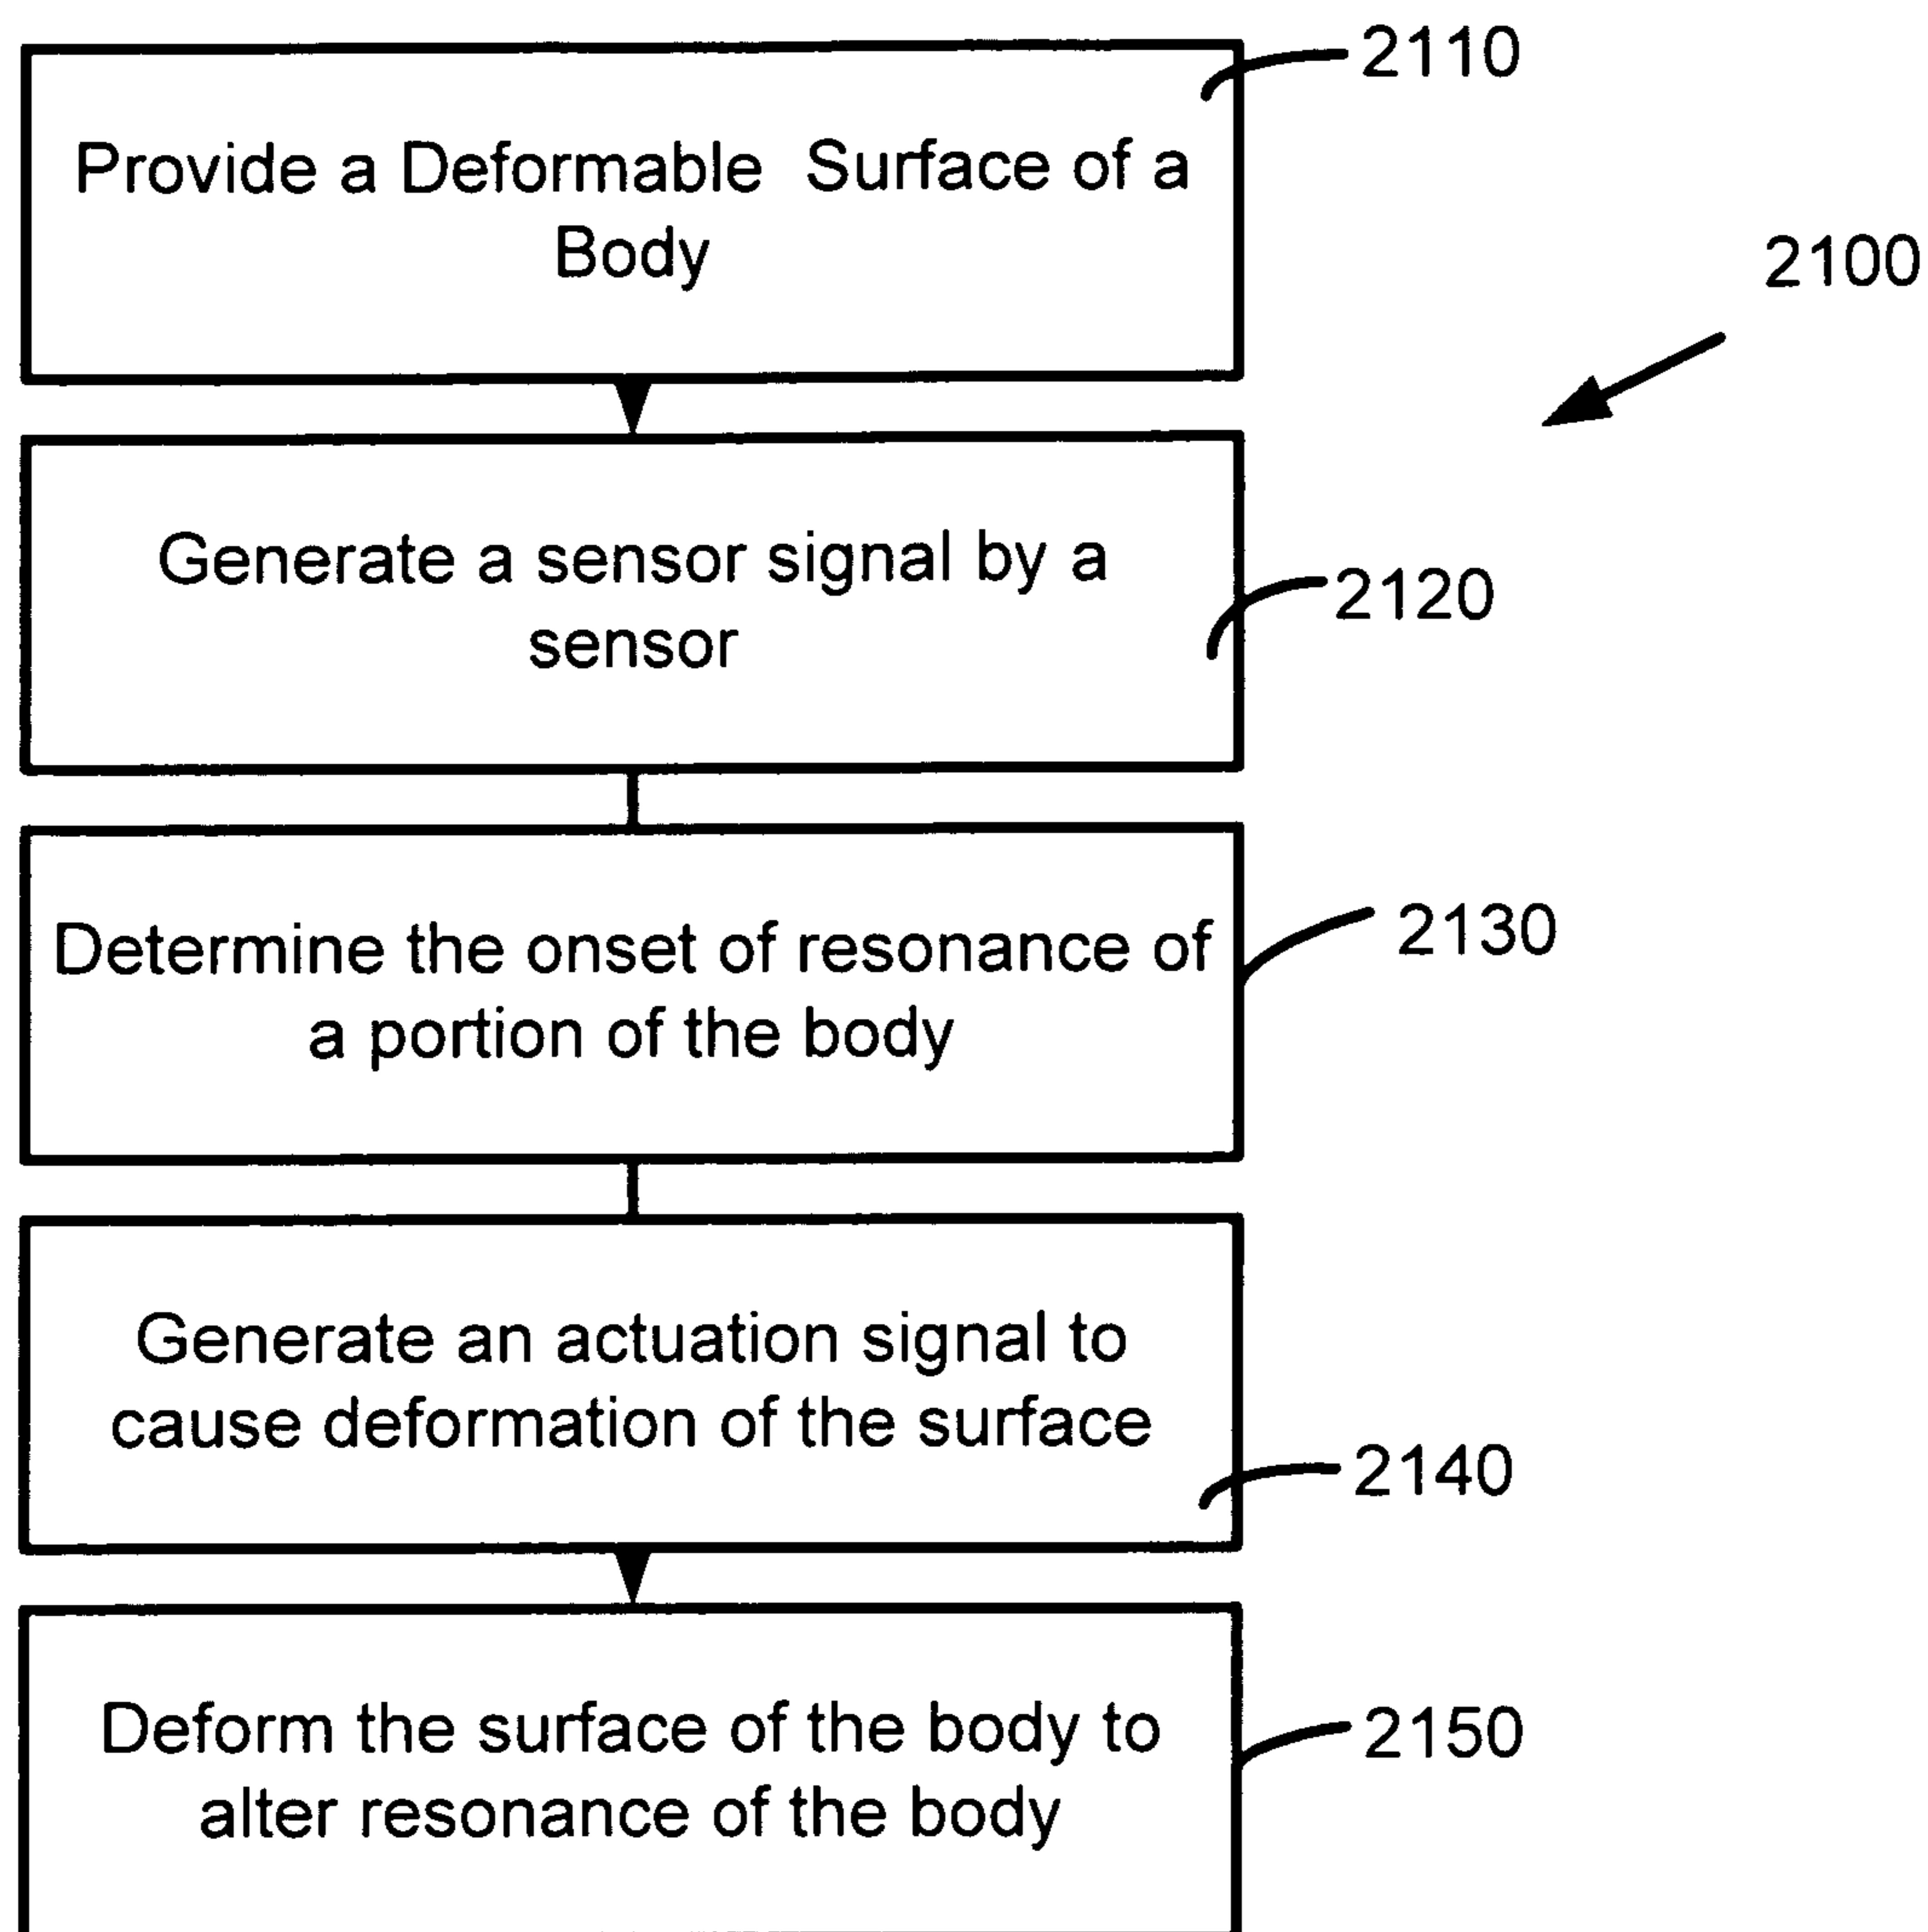 2110
Provide a Deformable Surface of a
Body
2100
Generate a sensor signal by a
2120
sensor
Determine the onset of resonance of
2130
a portion of the body
Generate an actuation signal to
cause deformation of the surface
2140
Deform the surface of the body to
2150
alter resonance of the body